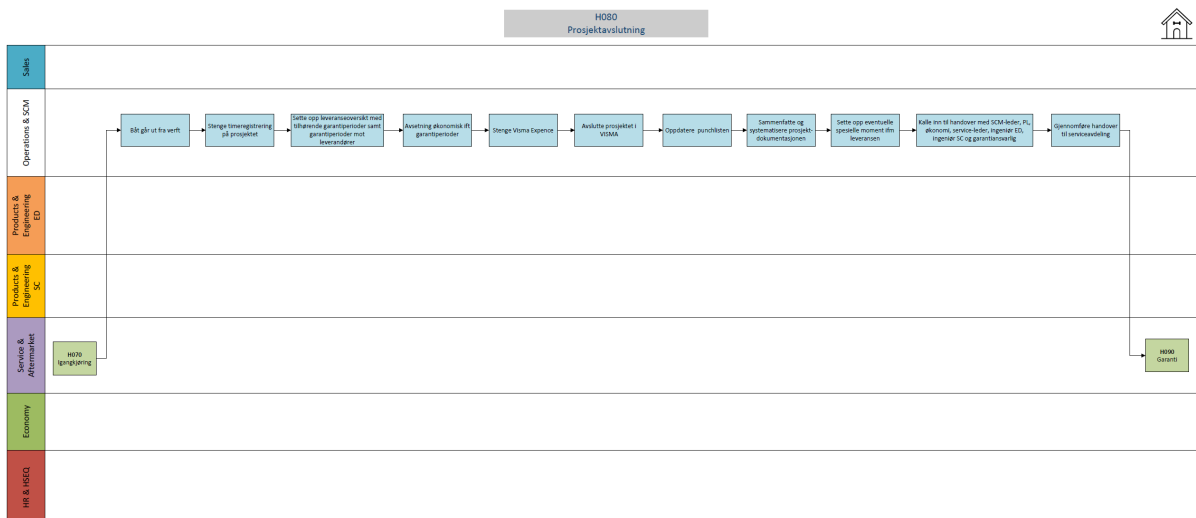 H080
Prosjektavslutning
Sales
Operations & SCM
Båt går ut fra verft
Stenge timeregistrering
på prosjektet
Sette opp leveranseoversikt med
tilhørende garantiperioder samt
garantiperioder mot
leverandører
Avsetning økonomisk ift
garantiperioder
Stenge Visma Expence
Avslutte prosjektet i
VISMA
Oppdatere punchlisten
Sammenfatte og
systematisere prosjekt-
dokumentasjonen
Sette opp eventuelle
spesielle moment ifm
leveransen
Kalle inn til handover med SCM-leder, PL,
økonomi, service-leder, ingeniør ED,
ingeniør SC og garantiansvarlig
Gjennomføre handover
til serviceavdeling
Products &
Engineering
ED
Products &
Engineering
SC
Service &
Aftermarket
H070
Igangkjøring
H090
Garanti
Economy
HR & HSEQ